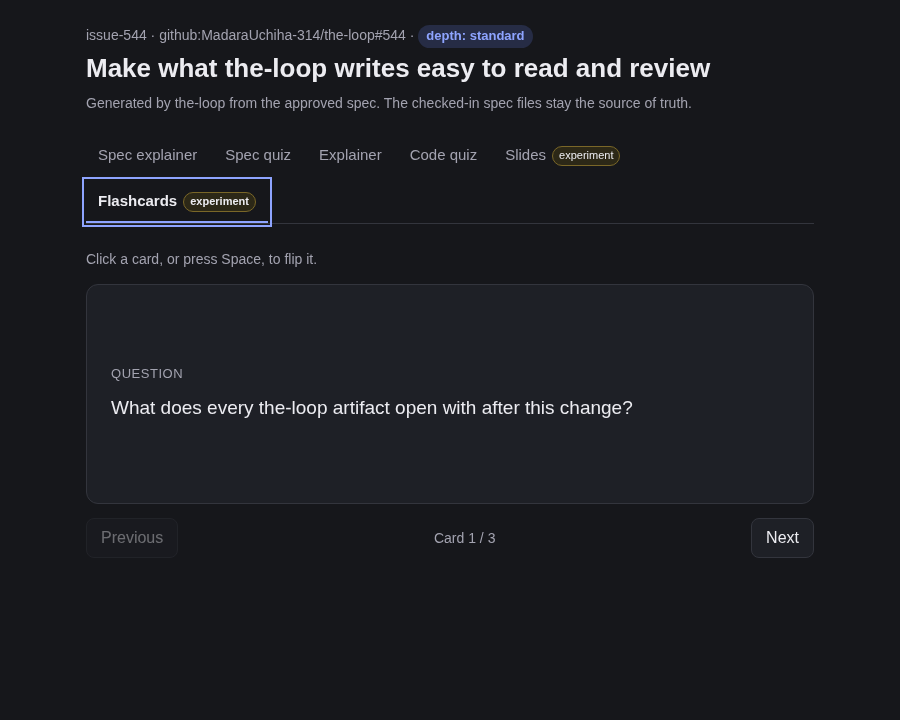 issue-544 · github:MadaraUchiha-314/the-loop#544 · depth: standard
Make what the-loop writes easy to read and review
Generated by the-loop from the approved spec. The checked-in spec files stay the source of truth.
Spec explainer Spec quiz Explainer Code quiz Slides experiment
Flashcards experiment
Click a card, or press Space, to flip it.
QUESTION
What does every the-loop artifact open with after this change?
Previous Card 1 / 3 Next